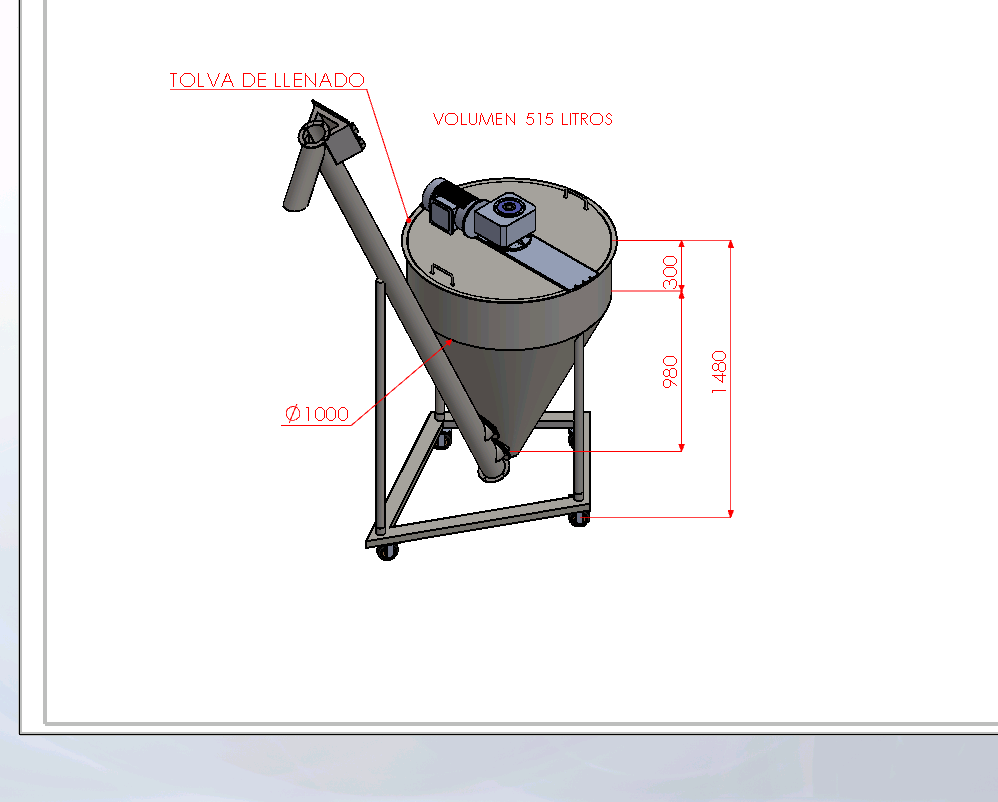 TOLVA DE LLENADO
VOLUMEN 515 LITROS
300
980
1480
Ø1000